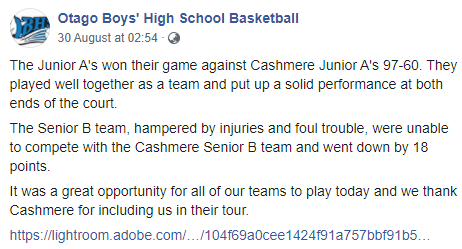 Otago Boys' High School Basketball
30 August at 02:54 ·
The Junior A's won their game against Cashmere Junior A's 97-60. They
played well together as a team and put up a solid performance at both
ends of the court.
The Senior B team, hampered by injuries and foul trouble, were unable
to compete with the Cashmere Senior B team and went down by 18
points.
It was a great opportunity for all of our teams to play today and we thank
Cashmere for including us in their tour.
https://lightroom.adobe.com/…/104f69a0cee1424f91a757bbf91b5…